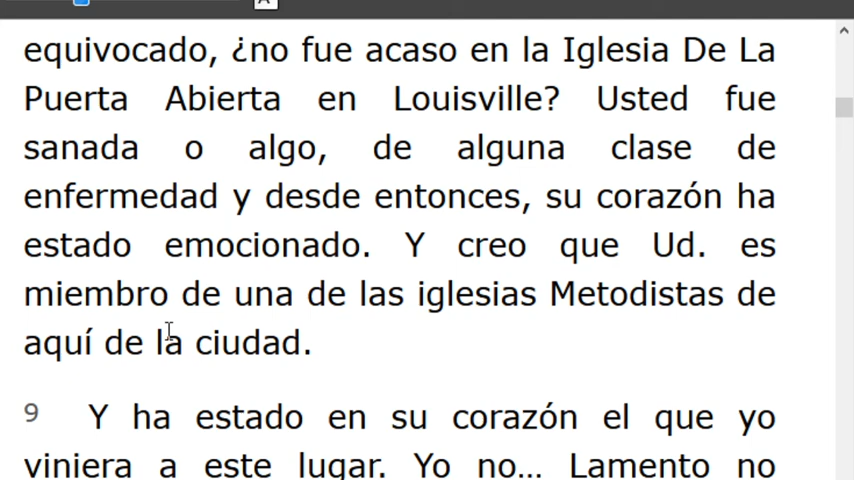 equivocado, ¿no fue acaso en la Iglesia De La
Puerta Abierta en Louisville? Usted fue
sanada o algo, de alguna clase de
enfermedad y desde entonces, su corazón ha
estado emocionado. Y creo que Ud. es
miembro de una de las iglesias Metodistas de
aquí de la ciudad.
9 Y ha estado en su corazón el que yo
viniera a este lugar. Yo no... Lamento no